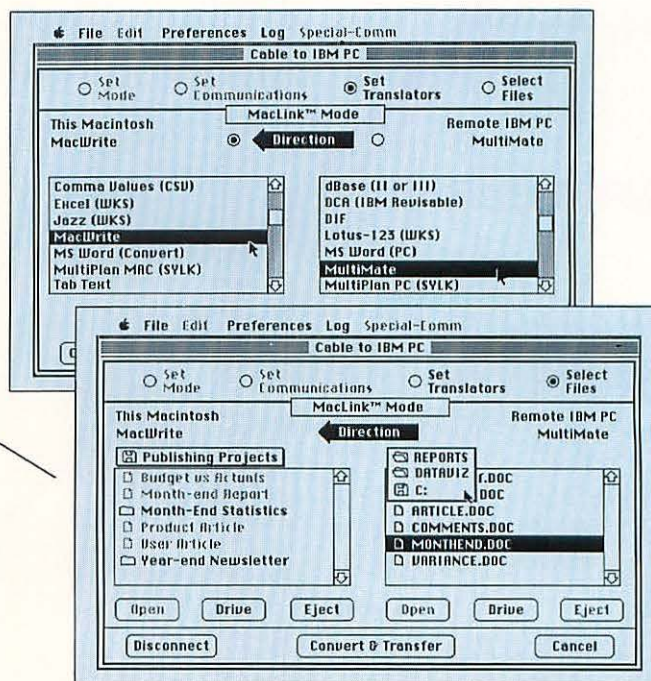 File Edit Preferences Log Special-Comm
Cable to IBM PC
Set Mode
Set Communications
Set Translators
Select Files
MacLink™ Mode
This Macintosh
MacWrite
Direction
Remote IBM PC
MultiMate
Comma Values (CSV)
Excel (WKS)
Jazz (WKS)
MacWrite
MS Word (Convert)
MultiPlan MAC (SYLK)
Tab Text
dBase (II or III)
DCA (IBM Revisable)
DIF
Lotus-123 (WKS)
MS Word (PC)
MultiMate
MultiPlan PC (SYLK)
File Edit Preferences Log Special-Comm
Cable to IBM PC
Set Mode
Set Communications
Set Translators
Select Files
MacLink™ Mode
This Macintosh
MacWrite
Direction
Remote IBM PC
MultiMate
Publishing Projects
Budget vs Actuals
Month-end Report
Month-End Statistics
Product Article
User Article
Year-end Newsletter
REPORTS
DATAVIZ
C:
T.DOC
.DOC
ARTICLE.DOC
COMMENTS.DOC
MONTHEND.DOC
VARIANCE.DOC
Open Drive Eject Open Drive Eject
Disconnect Convert & Transfer Cancel